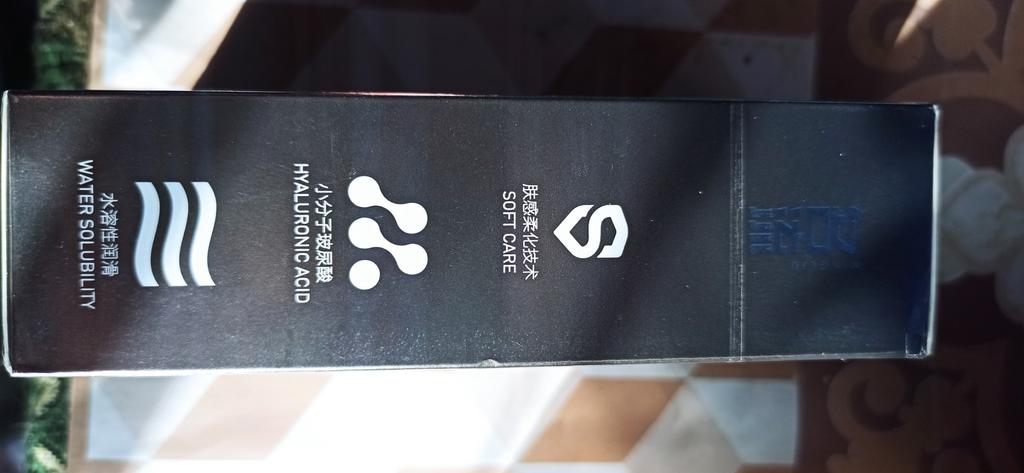 肤感柔化技术
SOFT CARE
小分子玻尿酸
HYALURONIC ACID
水溶性润滑
WATER SOLUBILITY